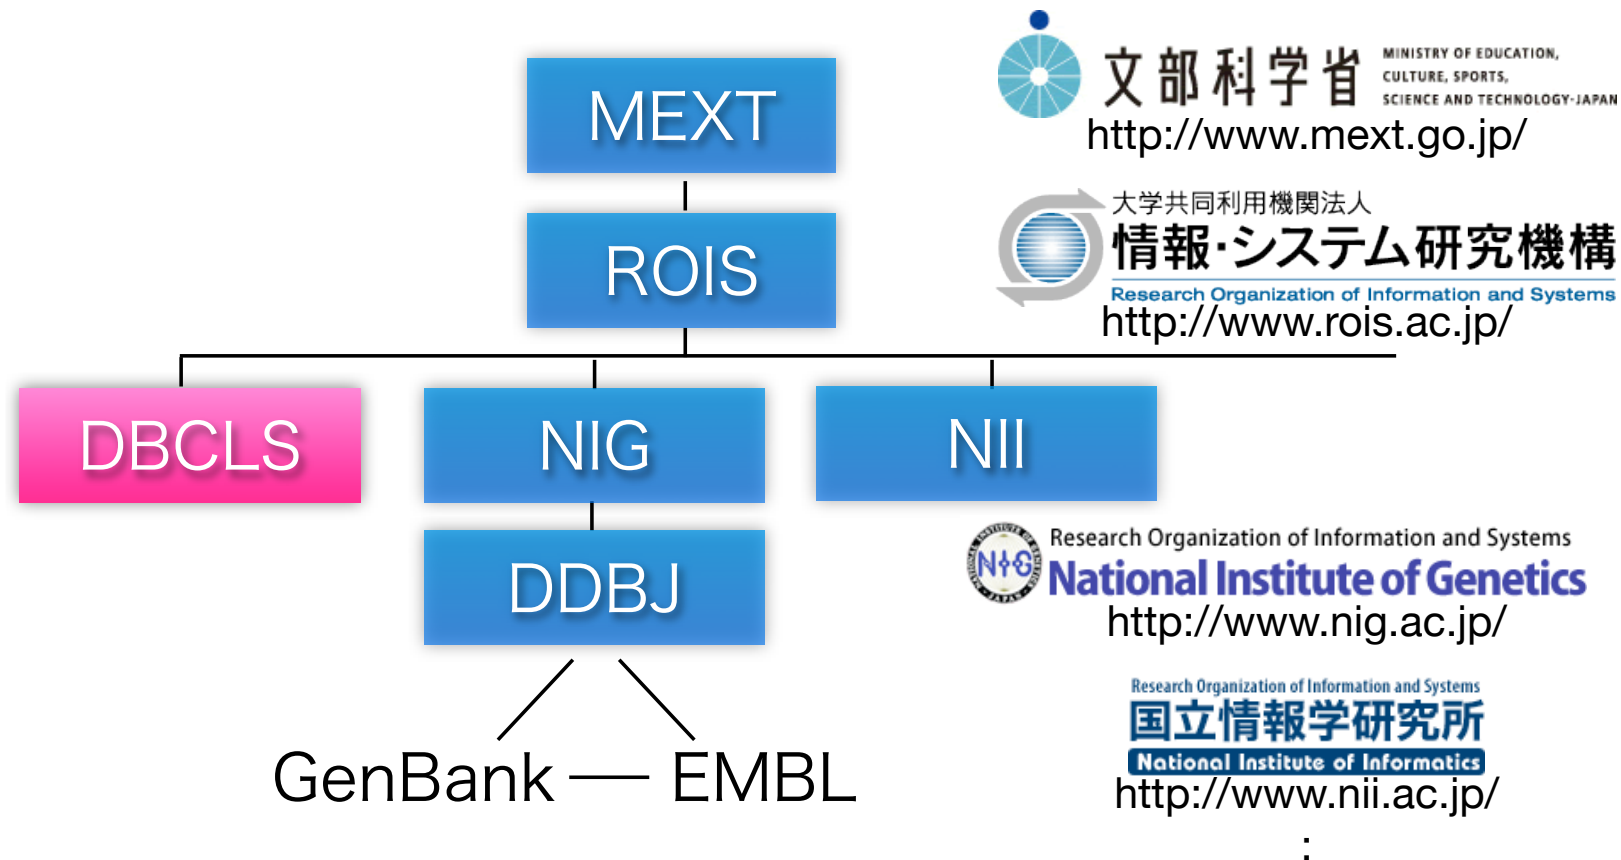 MEXT
ROIS
DBCLS
NIG
NII
DDBJ
GenBank — EMBL
文部科学省
MINISTRY OF EDUCATION,
CULTURE, SPORTS,
SCIENCE AND TECHNOLOGY-JAPAN
http://www.mext.go.jp/
大学共同利用機関法人
情報・システム研究機構
Research Organization of Information and Systems
http://www.rois.ac.jp/
NIG
Research Organization of Information and Systems
National Institute of Genetics
http://www.nig.ac.jp/
Research Organization of Information and Systems
国立情報学研究所
National Institute of Informatics
http://www.nii.ac.jp/
: